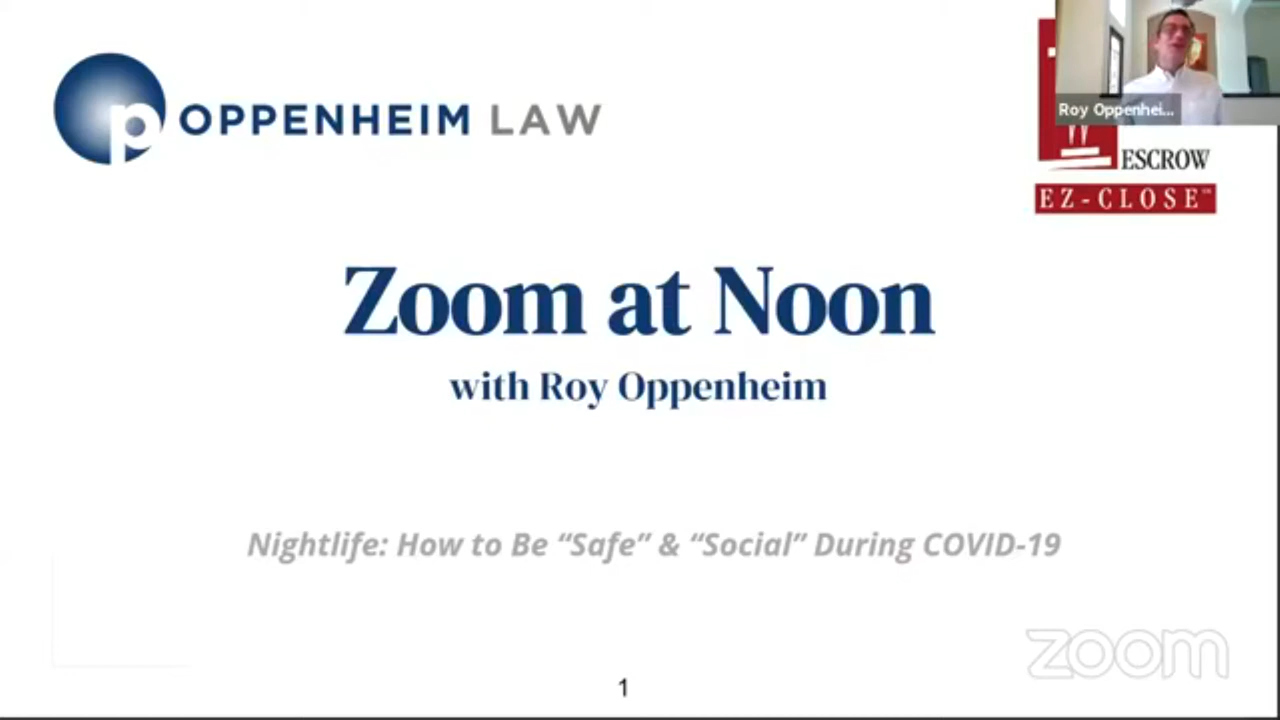 OPPENHEIM LAW
Roy Oppenhei...
ESCROW
EZ-CLOSE™
Zoom at Noon
with Roy Oppenheim
Nightlife: How to Be “Safe” & “Social” During COVID-19
zoom
1